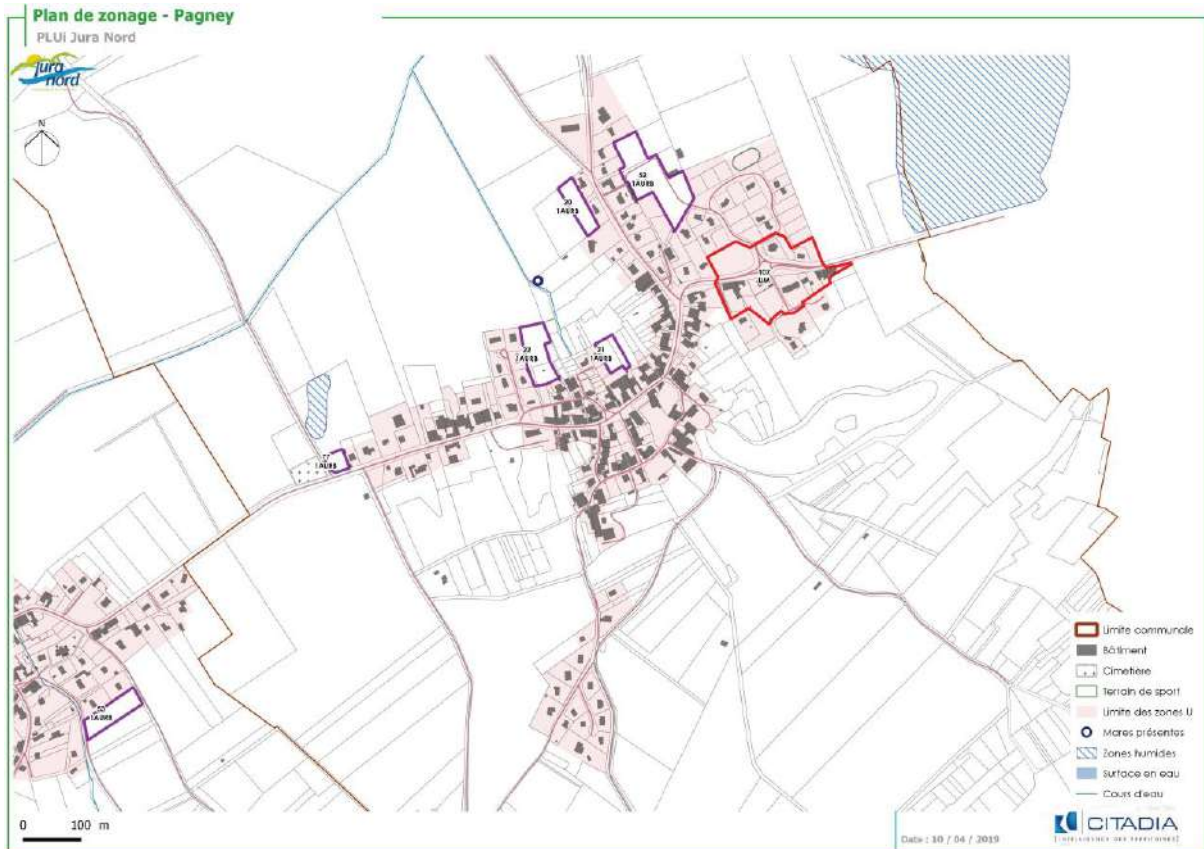 Plan de zonage - Pagney
PLUi Jura Nord
jura
nord
N
52
1AURB
20
1AURB
107
22
1AURB
21
1AURB
1AURB
1AURB
Limite communale
Bâtiment
Cimetière
Terrain de sport
Limite des zones U
Mares présentes
Zones humides
Surface en eau
Cours d'eau
0 100 m
Date : 10 / 04 / 2019
CITADIA